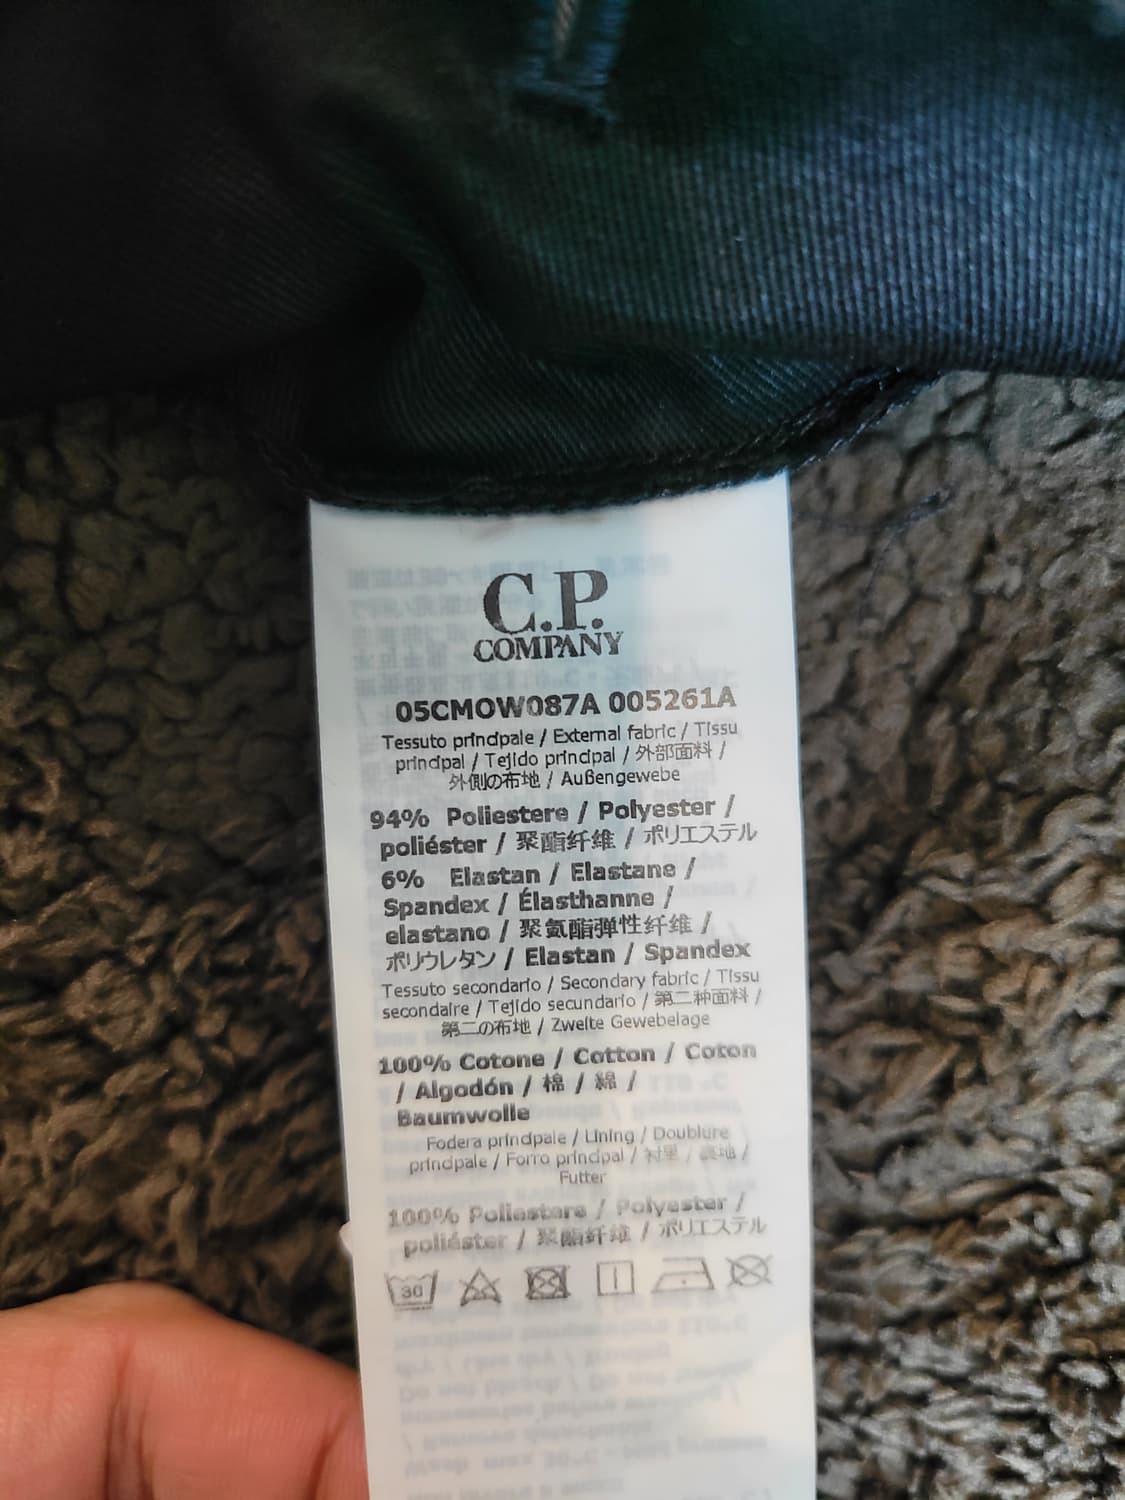 C.P.
COMPANY
05CMOW087A 005261A
Tessuto principale / External fabric / Tissu
principal / Tejido principal / 外部面料 /
外側の布地 / Außengewebe
94% Poliestere / Polyester /
poliéster / 聚酯纤维 / ポリエステル
6% Elastan / Elastane /
Spandex / Élasthanne /
elastano / 聚氨酯弹性纤维 /
ポリウレタン / Elastan / Spandex
Tessuto secondario / Secondary fabric / Tissu
secondaire / Tejido secundario / 第二种面料 /
第二の布地 / Zweite Gewebelage
100% Cotone / Cotton / Coton
/ Algodón / 棉 / 綿 /
Baumwolle
Fodera principale / Lining / Doublure
principale / Forro principal / 衬里 / 裏地 /
Futter
100% Poliestere / Polyester /
poliéster / 聚酯纤维 / ポリエステル
30